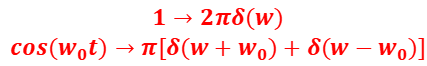 1 → 2πδ(w)
cos(w₀t) → π[δ(w + w₀) + δ(w − w₀)]